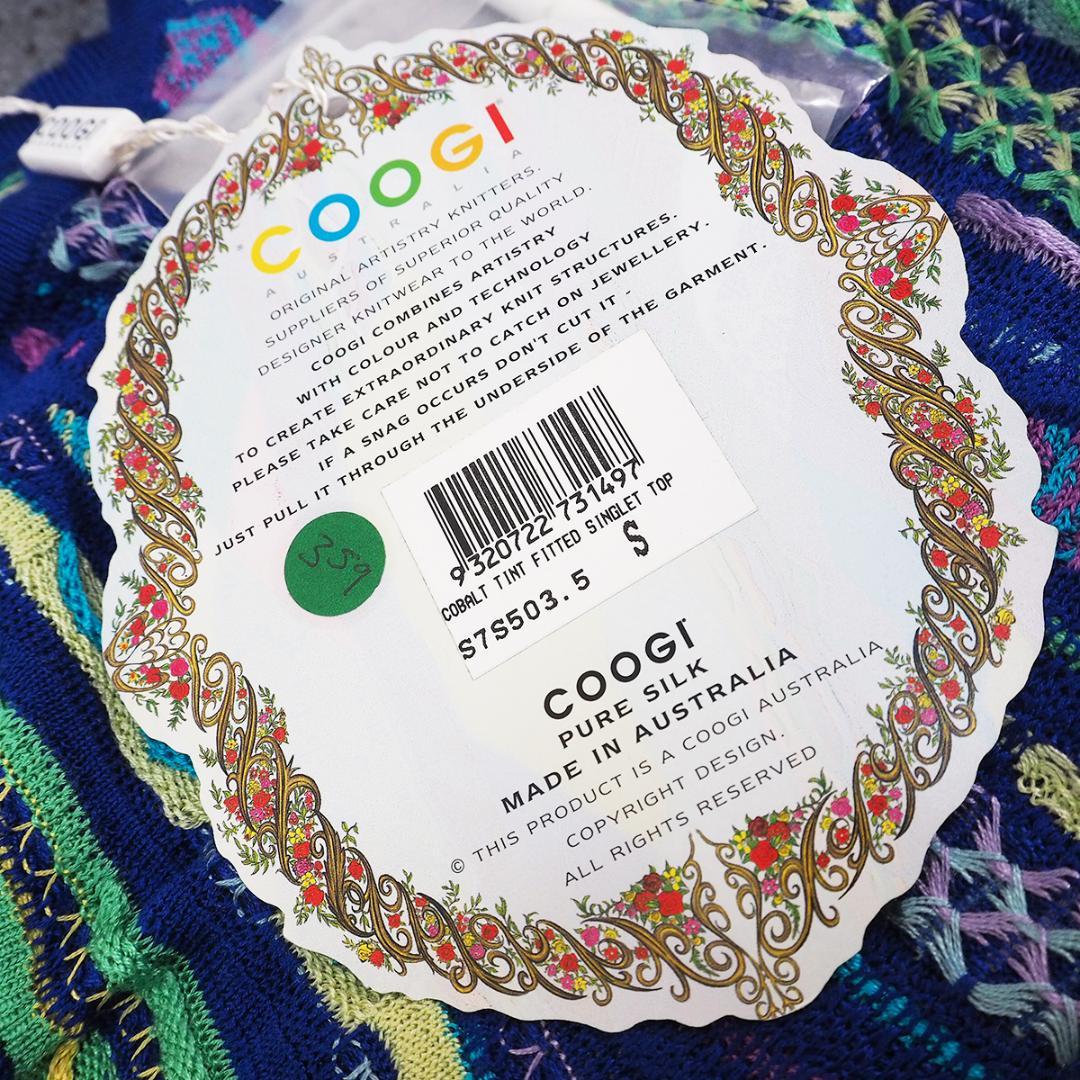 COOGI
COOGI
AUSTRALIA
ORIGINAL ARTISTRY KNITTERS.
SUPPLIERS OF SUPERIOR QUALITY
DESIGNER KNITWEAR TO THE WORLD.
COOGI COMBINES ARTISTRY
WITH COLOUR AND TECHNOLOGY
TO CREATE EXTRAORDINARY KNIT STRUCTURES.
PLEASE TAKE CARE NOT TO CATCH ON JEWELLERY.
IF A SNAG OCCURS DON'T CUT IT
JUST PULL IT THROUGH THE UNDERSIDE OF THE GARMENT.
9 320722 731497
COBALT TINT FITTED SINGLET TOP
S7S503.5 S
359
COOGI
PURE SILK
MADE IN AUSTRALIA
© THIS PRODUCT IS A COOGI AUSTRALIA
COPYRIGHT DESIGN.
ALL RIGHTS RESERVED